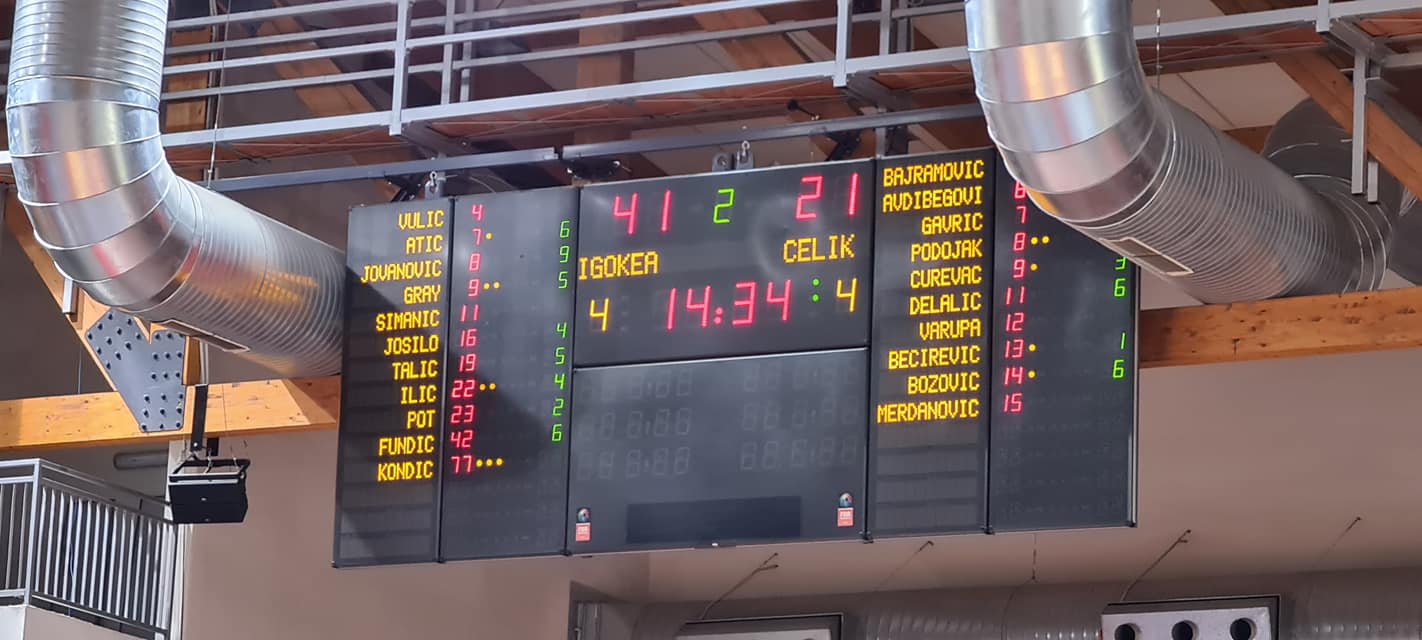 VULIC 4
ATIC 7 • 6
JOVANOVIC 8 9
GRAY 9 •• 5
SIMANIC 11
JOSILO 16 4
TALIC 19 5
ILIC 22 •• 4
POT 23 2
FUNDIC 42 6
KONDIC 77 •••
41 2 21
IGOKEA CELIK
4 14:34 : 4
BAJRAMOVIC
AVDIBEGOVI
GAVRIC 7
PODOJAK 8 ••
CUREVAC 9 •
DELALIC 11 6
VARUPA 12
BECIREVIC 13 • 1
BOZOVIC 14 • 6
MERDANOVIC 15